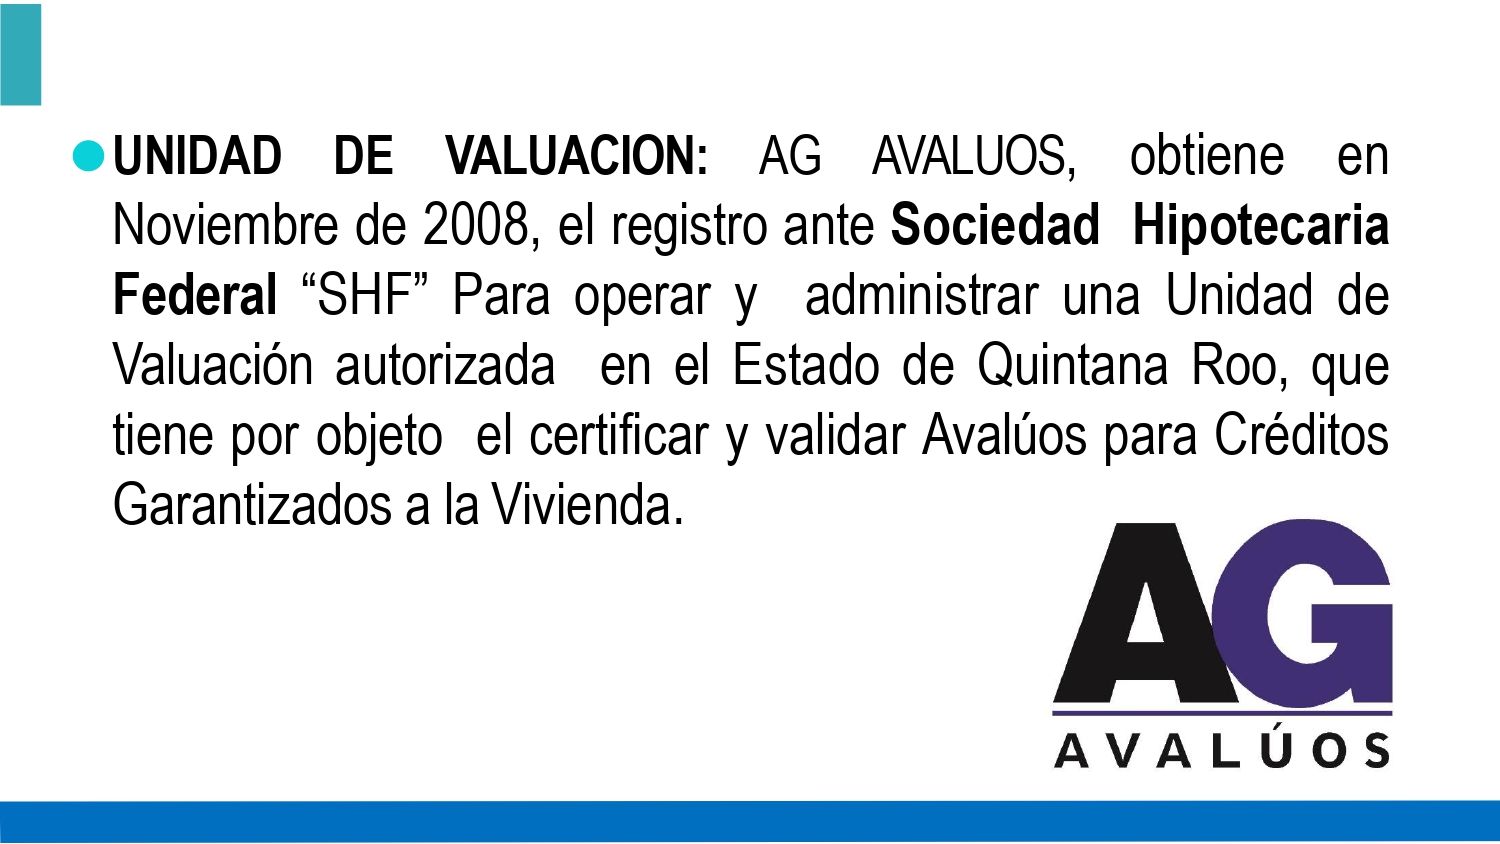 UNIDAD DE VALUACION: AG AVALUOS, obtiene en
Noviembre de 2008, el registro ante Sociedad Hipotecaria
Federal “SHF” Para operar y administrar una Unidad de
Valuación autorizada en el Estado de Quintana Roo, que
tiene por objeto el certificar y validar Avalúos para Créditos
Garantizados a la Vivienda.
AG
AVALÚOS